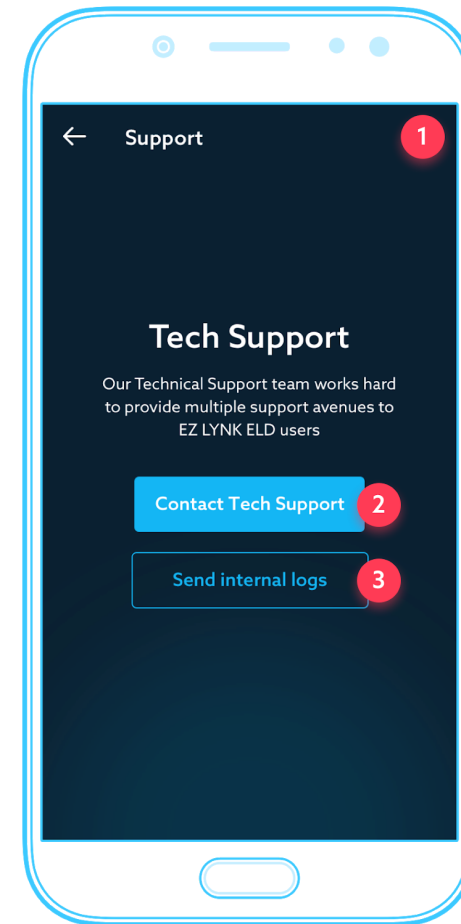 Support
1
Tech Support
Our Technical Support team works hard
to provide multiple support avenues to
EZ LYNK ELD users
Contact Tech Support
2
Send internal logs
3